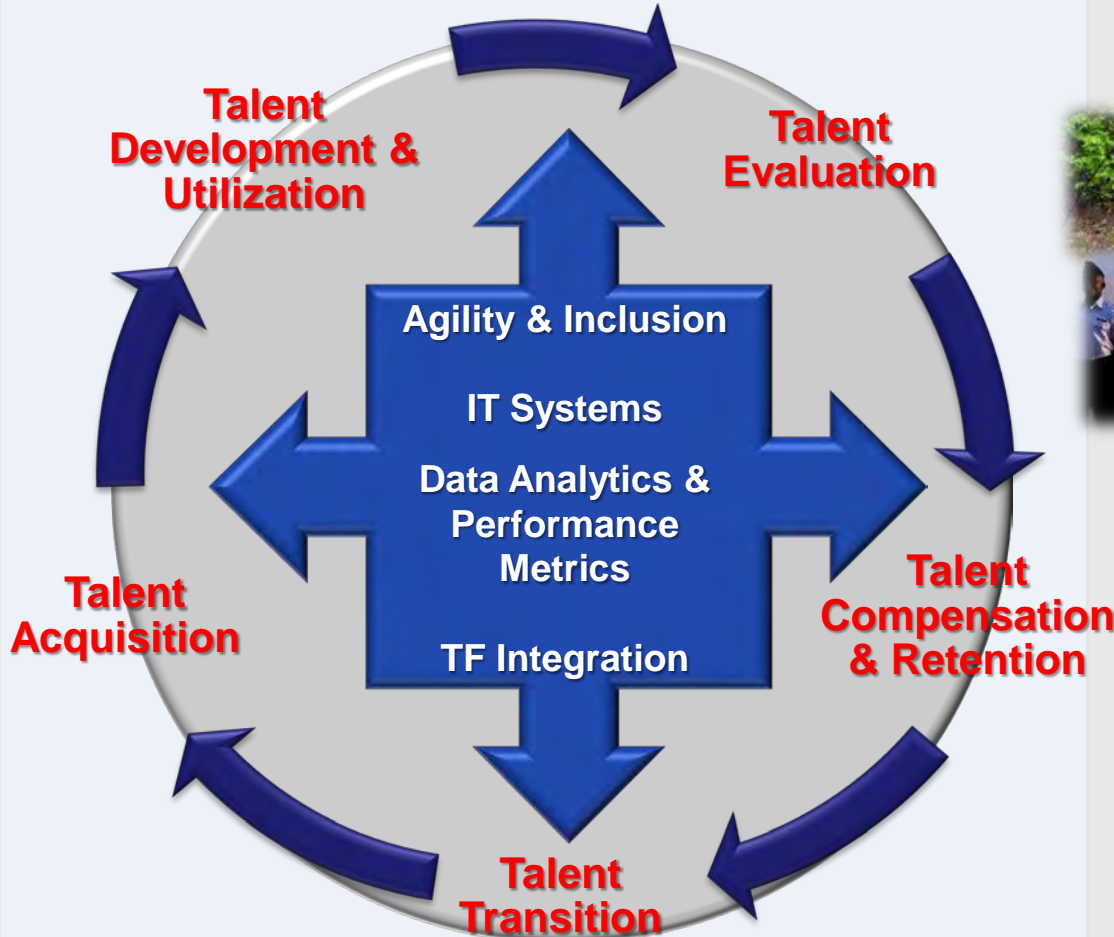 Talent
Development &
Utilization
Talent
Evaluation
Agility & Inclusion
IT Systems
Data Analytics &
Performance
Metrics
TF Integration
Talent
Acquisition
Talent
Compensation
& Retention
Talent
Transition